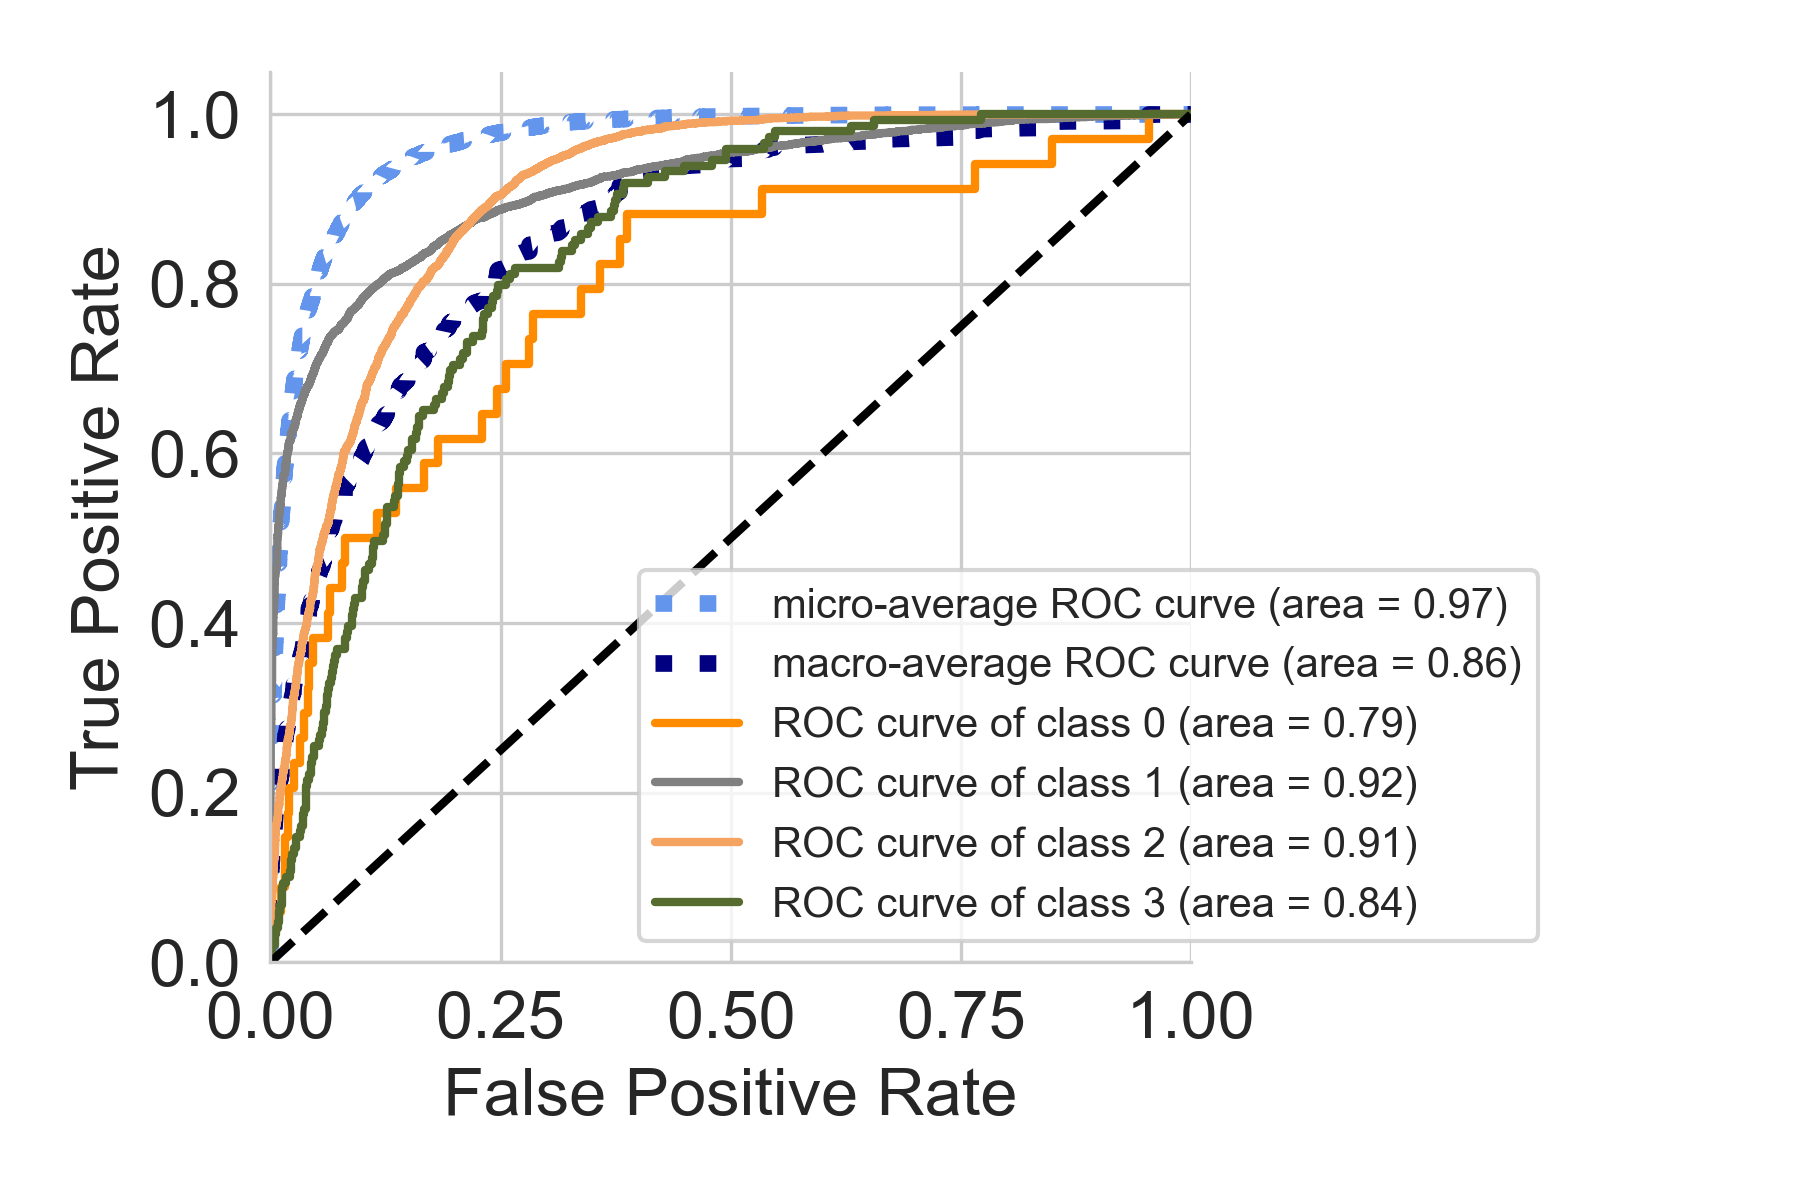 True Positive Rate
1.0
0.8
0.6
0.4
0.2
0.0
0.00 0.25 0.50 0.75 1.00
False Positive Rate
micro-average ROC curve (area = 0.97)
macro-average ROC curve (area = 0.86)
ROC curve of class 0 (area = 0.79)
ROC curve of class 1 (area = 0.92)
ROC curve of class 2 (area = 0.91)
ROC curve of class 3 (area = 0.84)